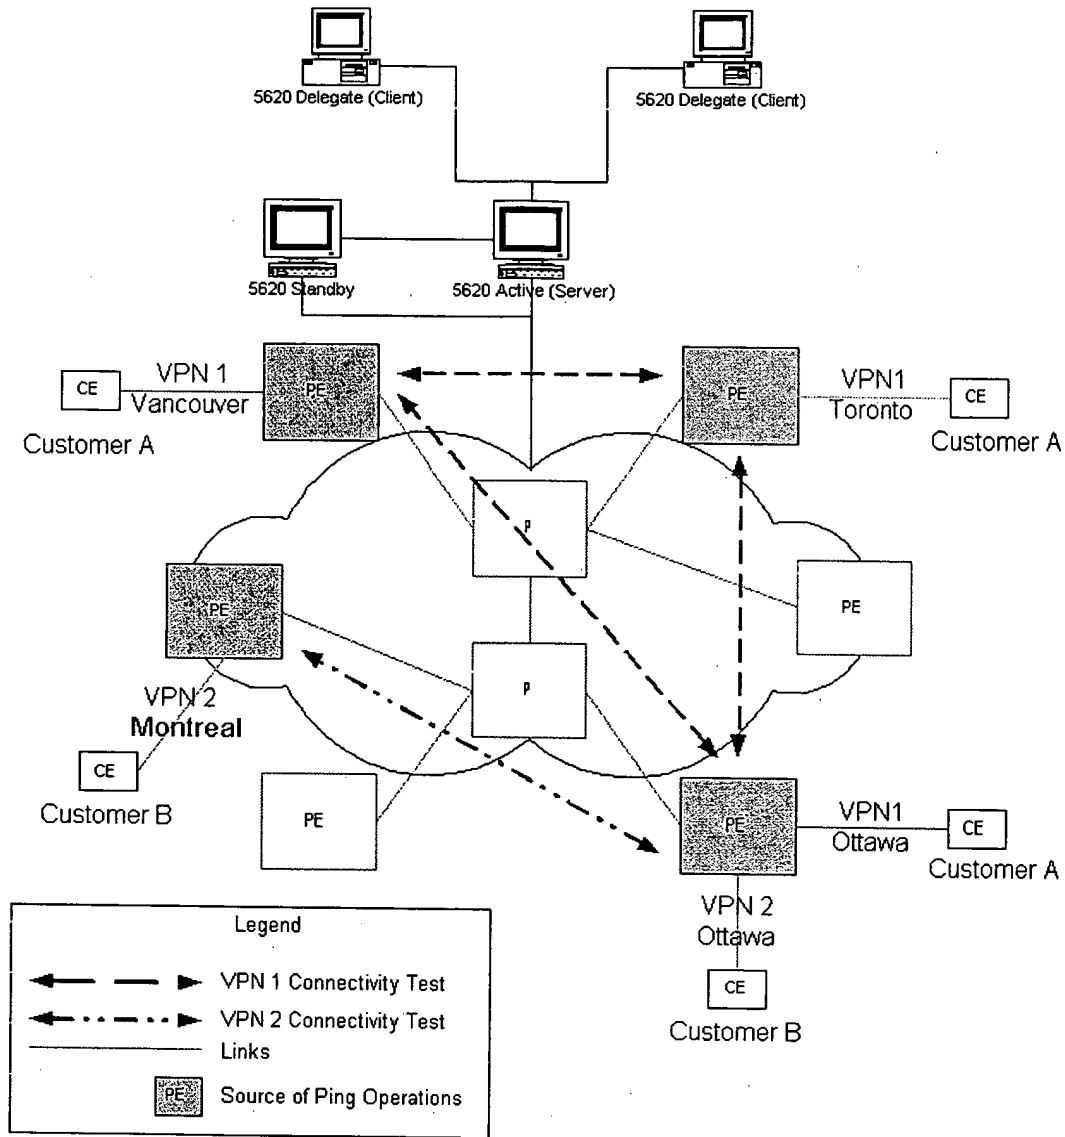 5620 Delegate (Client)
5620 Delegate (Client)
5620 Standby
5620 Active (Server)
CE
VPN 1
Vancouver
PE
Customer A
PE
VPN1
Toronto
CE
Customer A
P
PE
PE
P
VPN 2
Montreal
CE
Customer B
PE
PE
VPN1
Ottawa
CE
Customer A
VPN 2
Ottawa
CE
Customer B
Legend
VPN 1 Connectivity Test
VPN 2 Connectivity Test
Links
PE
Source of Ping Operations